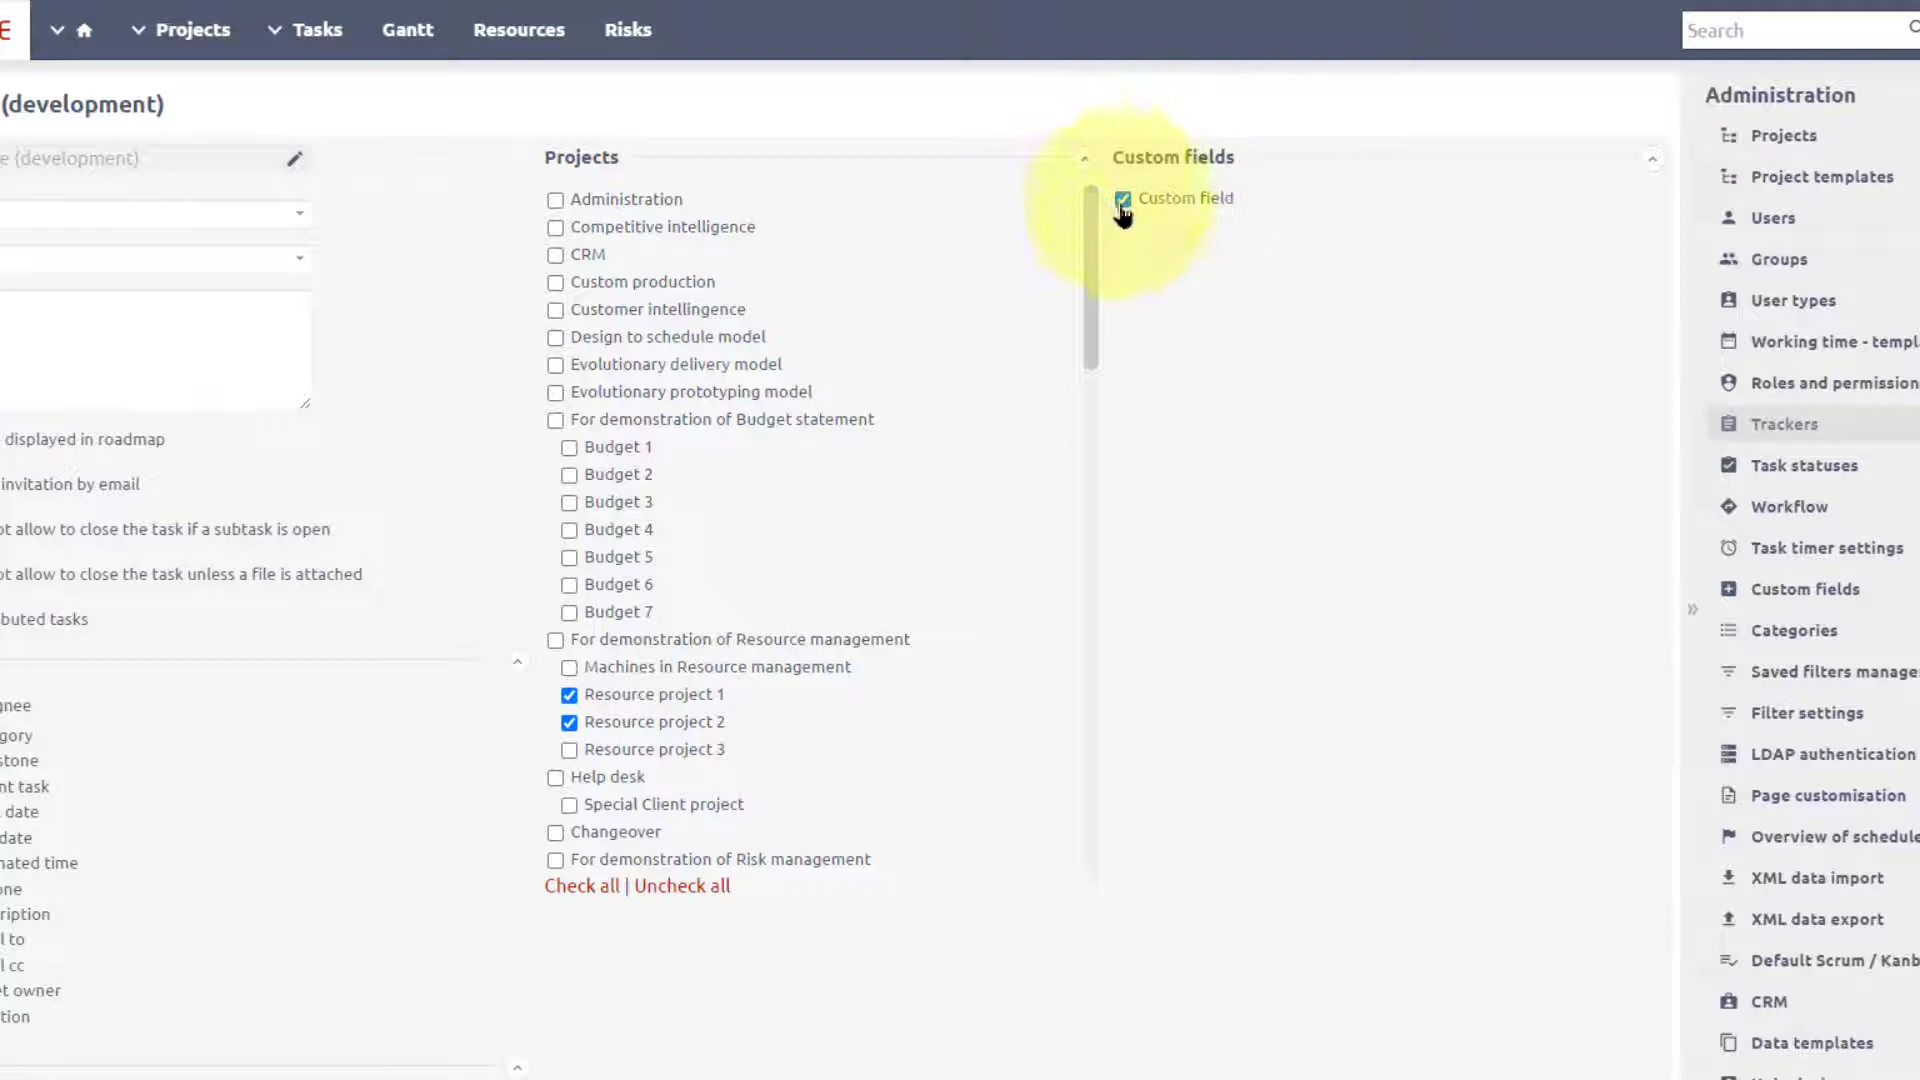 E
Projects
Tasks
Gantt
Resources
Risks
Search
(development)
e (development)
displayed in roadmap
invitation by email
ot allow to close the task if a subtask is open
ot allow to close the task unless a file is attached
buted tasks
gnee
gory
stone
nt task
date
date
nated time
one
ription
l to
l cc
et owner
tion
Projects
Administration
Competitive intelligence
CRM
Custom production
Customer intellingence
Design to schedule model
Evolutionary delivery model
Evolutionary prototyping model
For demonstration of Budget statement
Budget 1
Budget 2
Budget 3
Budget 4
Budget 5
Budget 6
Budget 7
For demonstration of Resource management
Machines in Resource management
Resource project 1
Resource project 2
Resource project 3
Help desk
Special Client project
Changeover
For demonstration of Risk management
Check all | Uncheck all
Custom fields
Custom field
Administration
Projects
Project templates
Users
Groups
User types
Working time - templ
Roles and permission
Trackers
Task statuses
Workflow
Task timer settings
Custom fields
Categories
Saved filters manage
Filter settings
LDAP authentication
Page customisation
Overview of schedule
XML data import
XML data export
Default Scrum / Kanb
CRM
Data templates